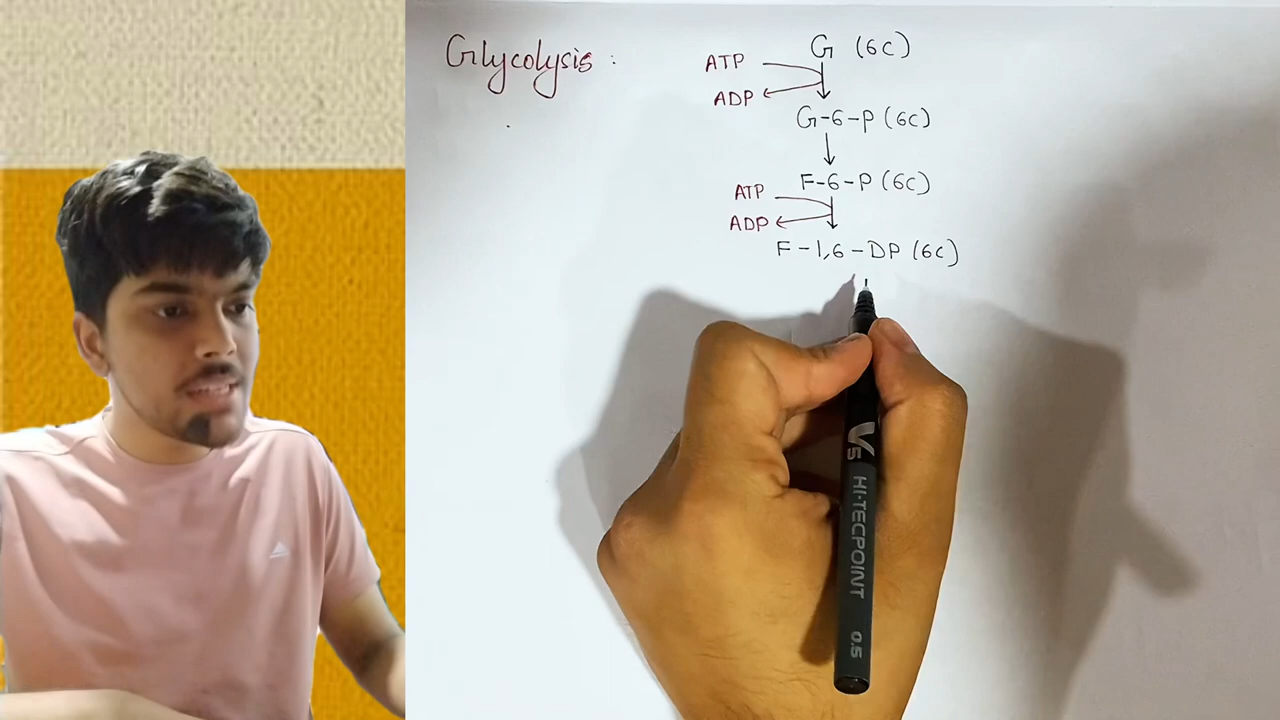 Glycolysis :
G (6C)
ATP
ADP
G-6-P (6C)
F-6-P (6C)
ATP
ADP
F-1,6-DP (6C)
V5 HI-TECPOINT 0.5